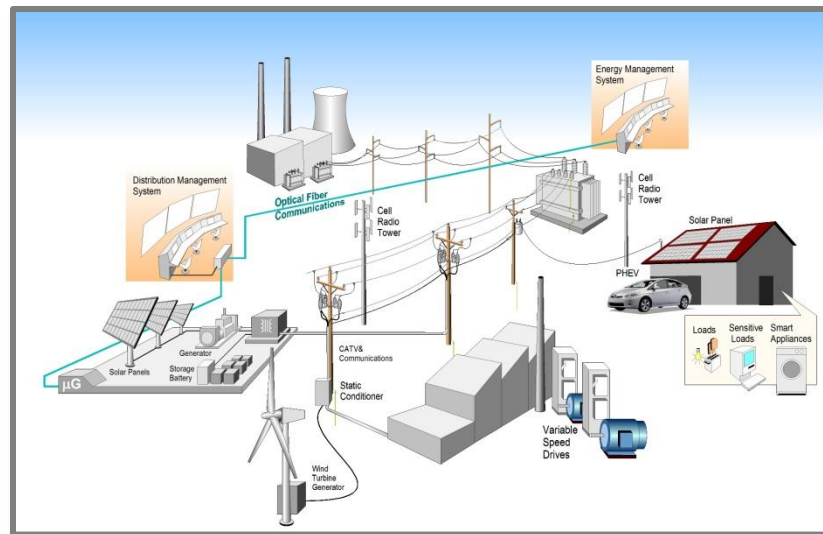 Energy Management
System
Distribution Management
System
Optical Fiber
Communications
Cell
Radio
Tower
Cell
Radio
Tower
Solar Panel
PHEV
Loads
Sensitive
Loads
Smart
Appliances
Solar Panels
Generator
Storage
Battery
µG
CATV&
Communications
Static
Conditioner
Wind
Turbine
Generator
Variable
Speed
Drives